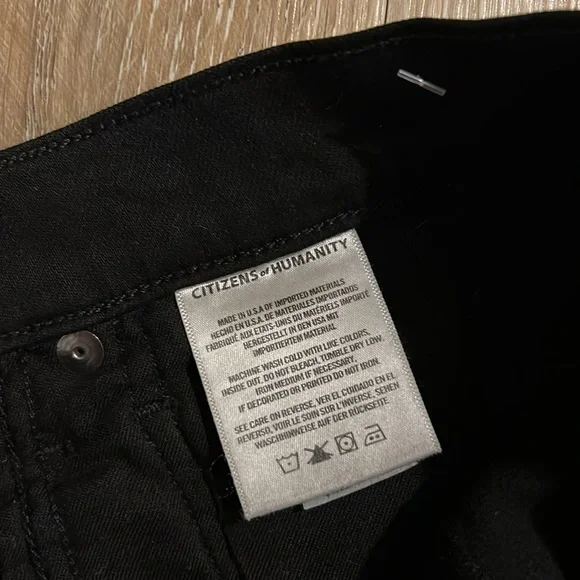 CITIZENS of HUMANITY
MADE IN U.S.A OF IMPORTED MATERIALS
HECHO EN U.S.A. DE MATERIALES IMPORTADOS
FABRIQUÉ AUX ETATS-UNIS DU MATÉRIAU IMPORTE
HERGESTELLT IN DEN USA MIT
IMPORTIERTEM MATERIAL
MACHINE WASH COLD WITH LIKE COLORS,
INSIDE OUT. DO NOT BLEACH, TUMBLE DRY LOW.
IRON MEDIUM IF NECESSARY.
IF DECORATED OR PRINTED DO NOT IRON.
SEE CARE ON REVERSE, VER EL CUIDADO EN EL
REVERSO, VOIR LE SOIN SUR L'INVERSE, SEHEN
WASCHHINWEISE AUF DER RÜCKSEITE